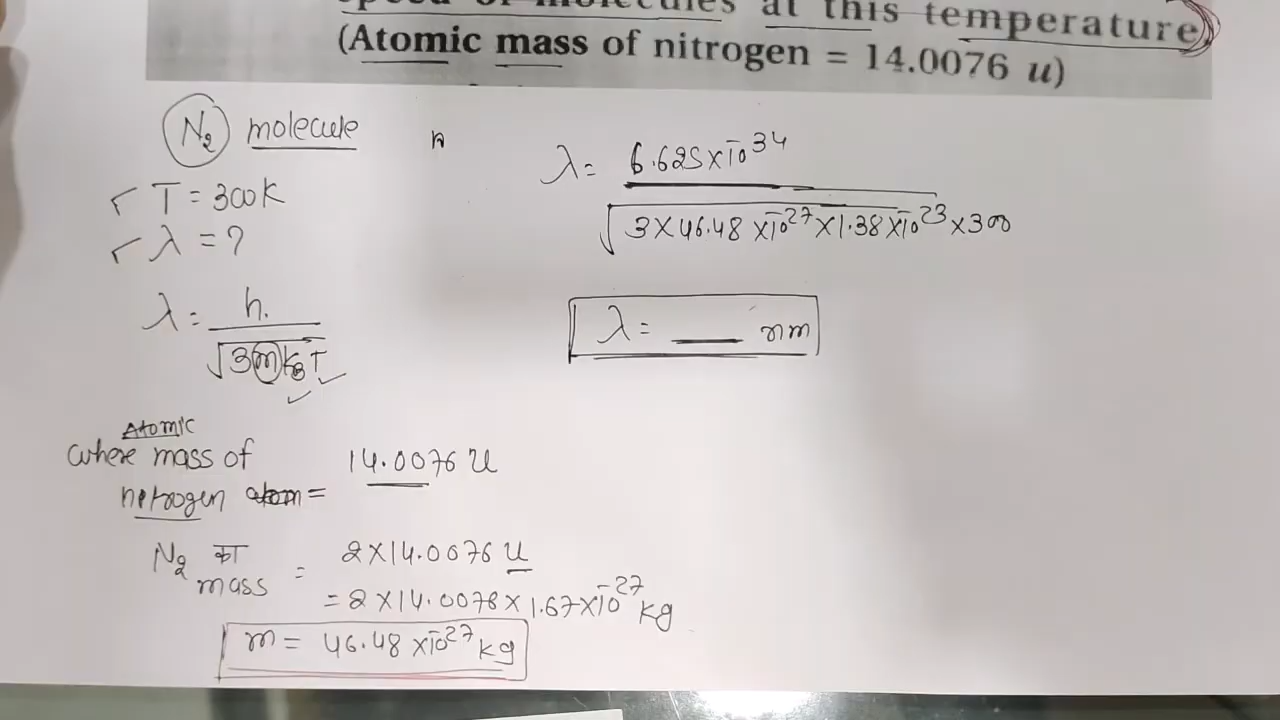 speed of molecules at this temperature)
(Atomic mass of nitrogen = 14.0076 u)
N₂ molecule
n
T = 300K
λ = ?
λ = h. / √3mk_BT
λ = 6.625×10⁻³⁴ / √3×46.48×10⁻²⁷×1.38×10⁻²³×300
λ = ___ nm
Atomic
where mass of 14.0076 u
netrogen atom =
N₂ का mass = 2×14.0076 u
= 2×14.0078×1.67×10⁻²⁷ kg
m = 46.48×10⁻²⁷ kg